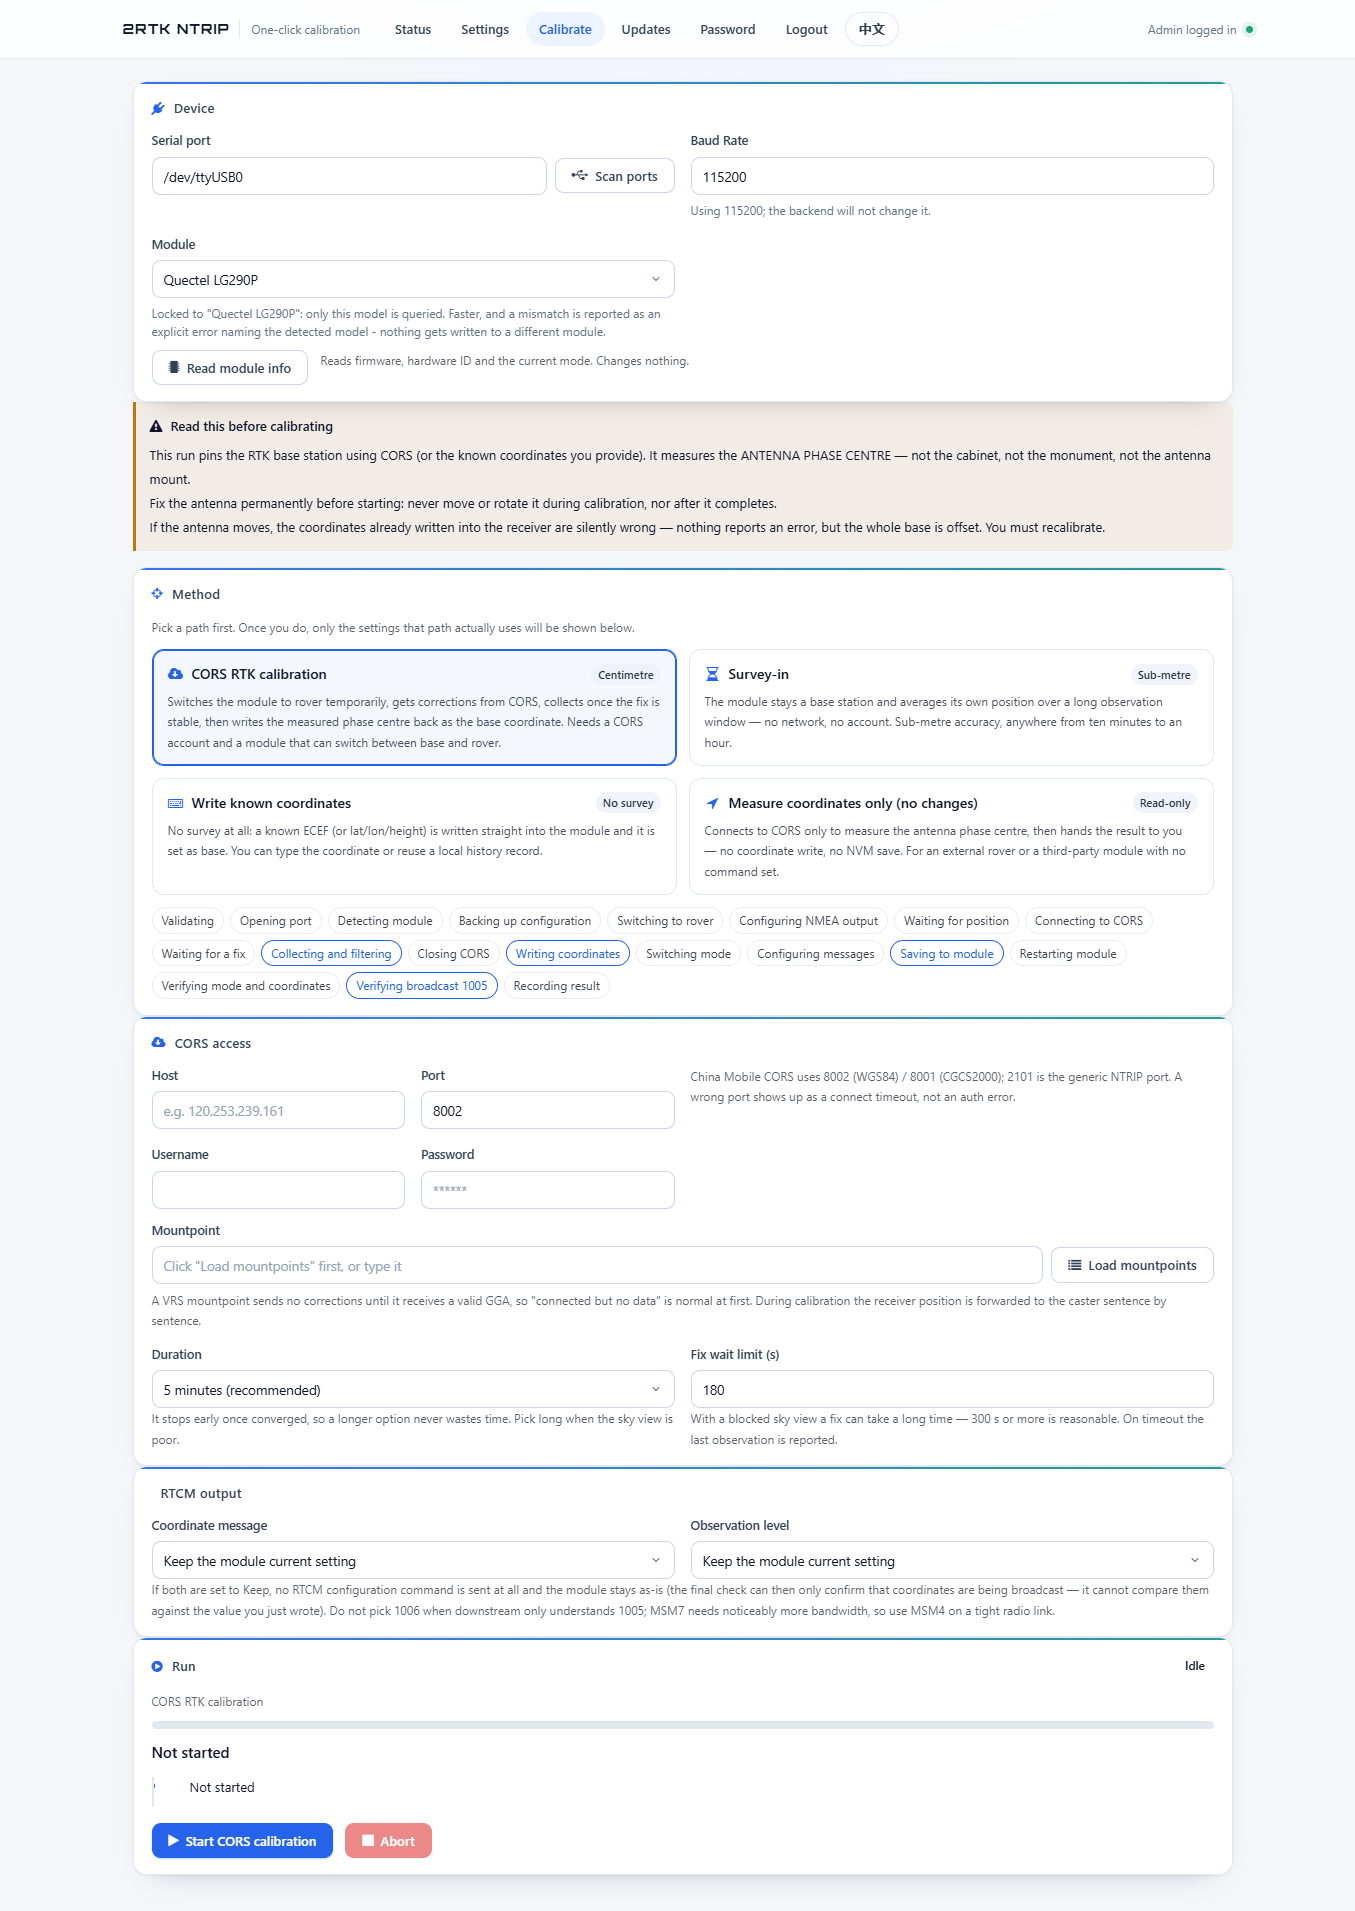 2RTK NTRIP
One-click calibration
Status
Settings
Calibrate
Updates
Password
Logout
中文
Admin logged in
Device
Serial port
Baud Rate
/dev/ttyUSB0
Scan ports
115200
Using 115200; the backend will not change it.
Module
Quectel LG290P
Locked to "Quectel LG290P": only this model is queried. Faster, and a mismatch is reported as an
explicit error naming the detected model - nothing gets written to a different module.
Read module info
Reads firmware, hardware ID and the current mode. Changes nothing.
Read this before calibrating
This run pins the RTK base station using CORS (or the known coordinates you provide). It measures the ANTENNA PHASE CENTRE — not the cabinet, not the monument, not the antenna
mount.
Fix the antenna permanently before starting: never move or rotate it during calibration, nor after it completes.
If the antenna moves, the coordinates already written into the receiver are silently wrong — nothing reports an error, but the whole base is offset. You must recalibrate.
Method
Pick a path first. Once you do, only the settings that path actually uses will be shown below.
CORS RTK calibration
Centimetre
Switches the module to rover temporarily, gets corrections from CORS, collects once the fix is
stable, then writes the measured phase centre back as the base coordinate. Needs a CORS
account and a module that can switch between base and rover.
Survey-in
Sub-metre
The module stays a base station and averages its own position over a long observation
window — no network, no account. Sub-metre accuracy, anywhere from ten minutes to an
hour.
Write known coordinates
No survey
No survey at all: a known ECEF (or lat/lon/height) is written straight into the module and it is
set as base. You can type the coordinate or reuse a local history record.
Measure coordinates only (no changes)
Read-only
Connects to CORS only to measure the antenna phase centre, then hands the result to you
— no coordinate write, no NVM save. For an external rover or a third-party module with no
command set.
Validating
Opening port
Detecting module
Backing up configuration
Switching to rover
Configuring NMEA output
Waiting for position
Connecting to CORS
Waiting for a fix
Collecting and filtering
Closing CORS
Writing coordinates
Switching mode
Configuring messages
Saving to module
Restarting module
Verifying mode and coordinates
Verifying broadcast 1005
Recording result
CORS access
Host
Port
China Mobile CORS uses 8002 (WGS84) / 8001 (CGCS2000); 2101 is the generic NTRIP port. A
wrong port shows up as a connect timeout, not an auth error.
e.g. 120.253.239.161
8002
Username
Password
******
Mountpoint
Click "Load mountpoints" first, or type it
Load mountpoints
A VRS mountpoint sends no corrections until it receives a valid GGA, so "connected but no data" is normal at first. During calibration the receiver position is forwarded to the caster sentence by
sentence.
Duration
Fix wait limit (s)
5 minutes (recommended)
180
It stops early once converged, so a longer option never wastes time. Pick long when the sky view is
poor.
With a blocked sky view a fix can take a long time — 300 s or more is reasonable. On timeout the
last observation is reported.
RTCM output
Coordinate message
Observation level
Keep the module current setting
Keep the module current setting
If both are set to Keep, no RTCM configuration command is sent at all and the module stays as-is (the final check can then only confirm that coordinates are being broadcast — it cannot compare them
against the value you just wrote). Do not pick 1006 when downstream only understands 1005; MSM7 needs noticeably more bandwidth, so use MSM4 on a tight radio link.
Run
Idle
CORS RTK calibration
Not started
Not started
Start CORS calibration
Abort